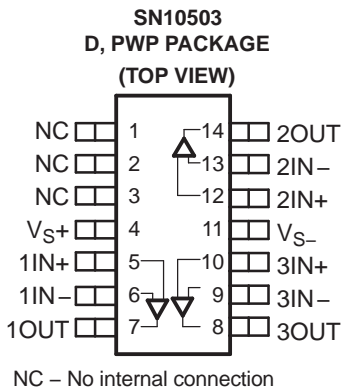 SN10503
D, PWP PACKAGE
(TOP VIEW)
NC 1 14 2OUT
NC 2 13 2IN−
NC 3 12 2IN+
VS+ 4 11 VS−
1IN+ 5 10 3IN+
1IN− 6 9 3IN−
1OUT 7 8 3OUT
NC − No internal connection